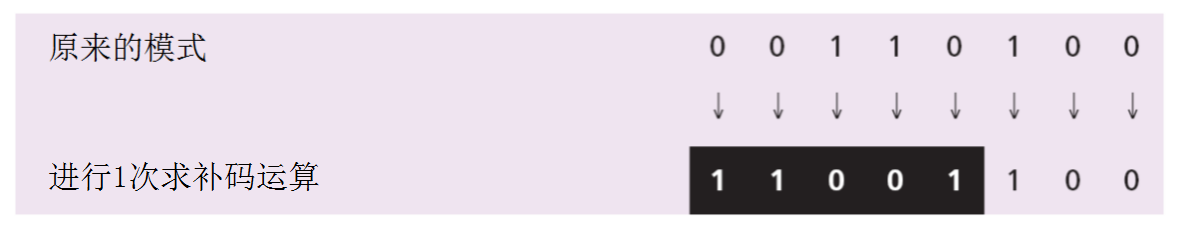 原来的模式 0 0 1 1 0 1 0 0
↓ ↓ ↓ ↓ ↓ ↓ ↓ ↓
进行1次求补码运算 1 1 0 0 1 1 0 0